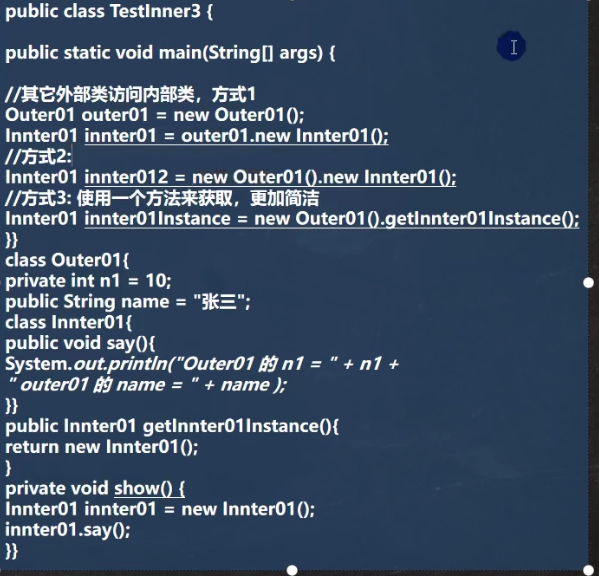 public class TestInner3 {
public static void main(String[] args) {
//其它外部类访问内部类，方式1
Outer01 outer01 = new Outer01();
Innter01 innter01 = outer01.new Innter01();
//方式2:
Innter01 innter012 = new Outer01().new Innter01();
//方式3: 使用一个方法来获取，更加简洁
Innter01 innter01Instance = new Outer01().getInnter01Instance();
}}
class Outer01{
private int n1 = 10;
public String name = "张三";
class Innter01{
public void say(){
System.out.println("Outer01 的 n1 = " + n1 +
" outer01 的 name = " + name );
}}
public Innter01 getInnter01Instance(){
return new Innter01();
}
private void show() {
Innter01 innter01 = new Innter01();
innter01.say();
}}